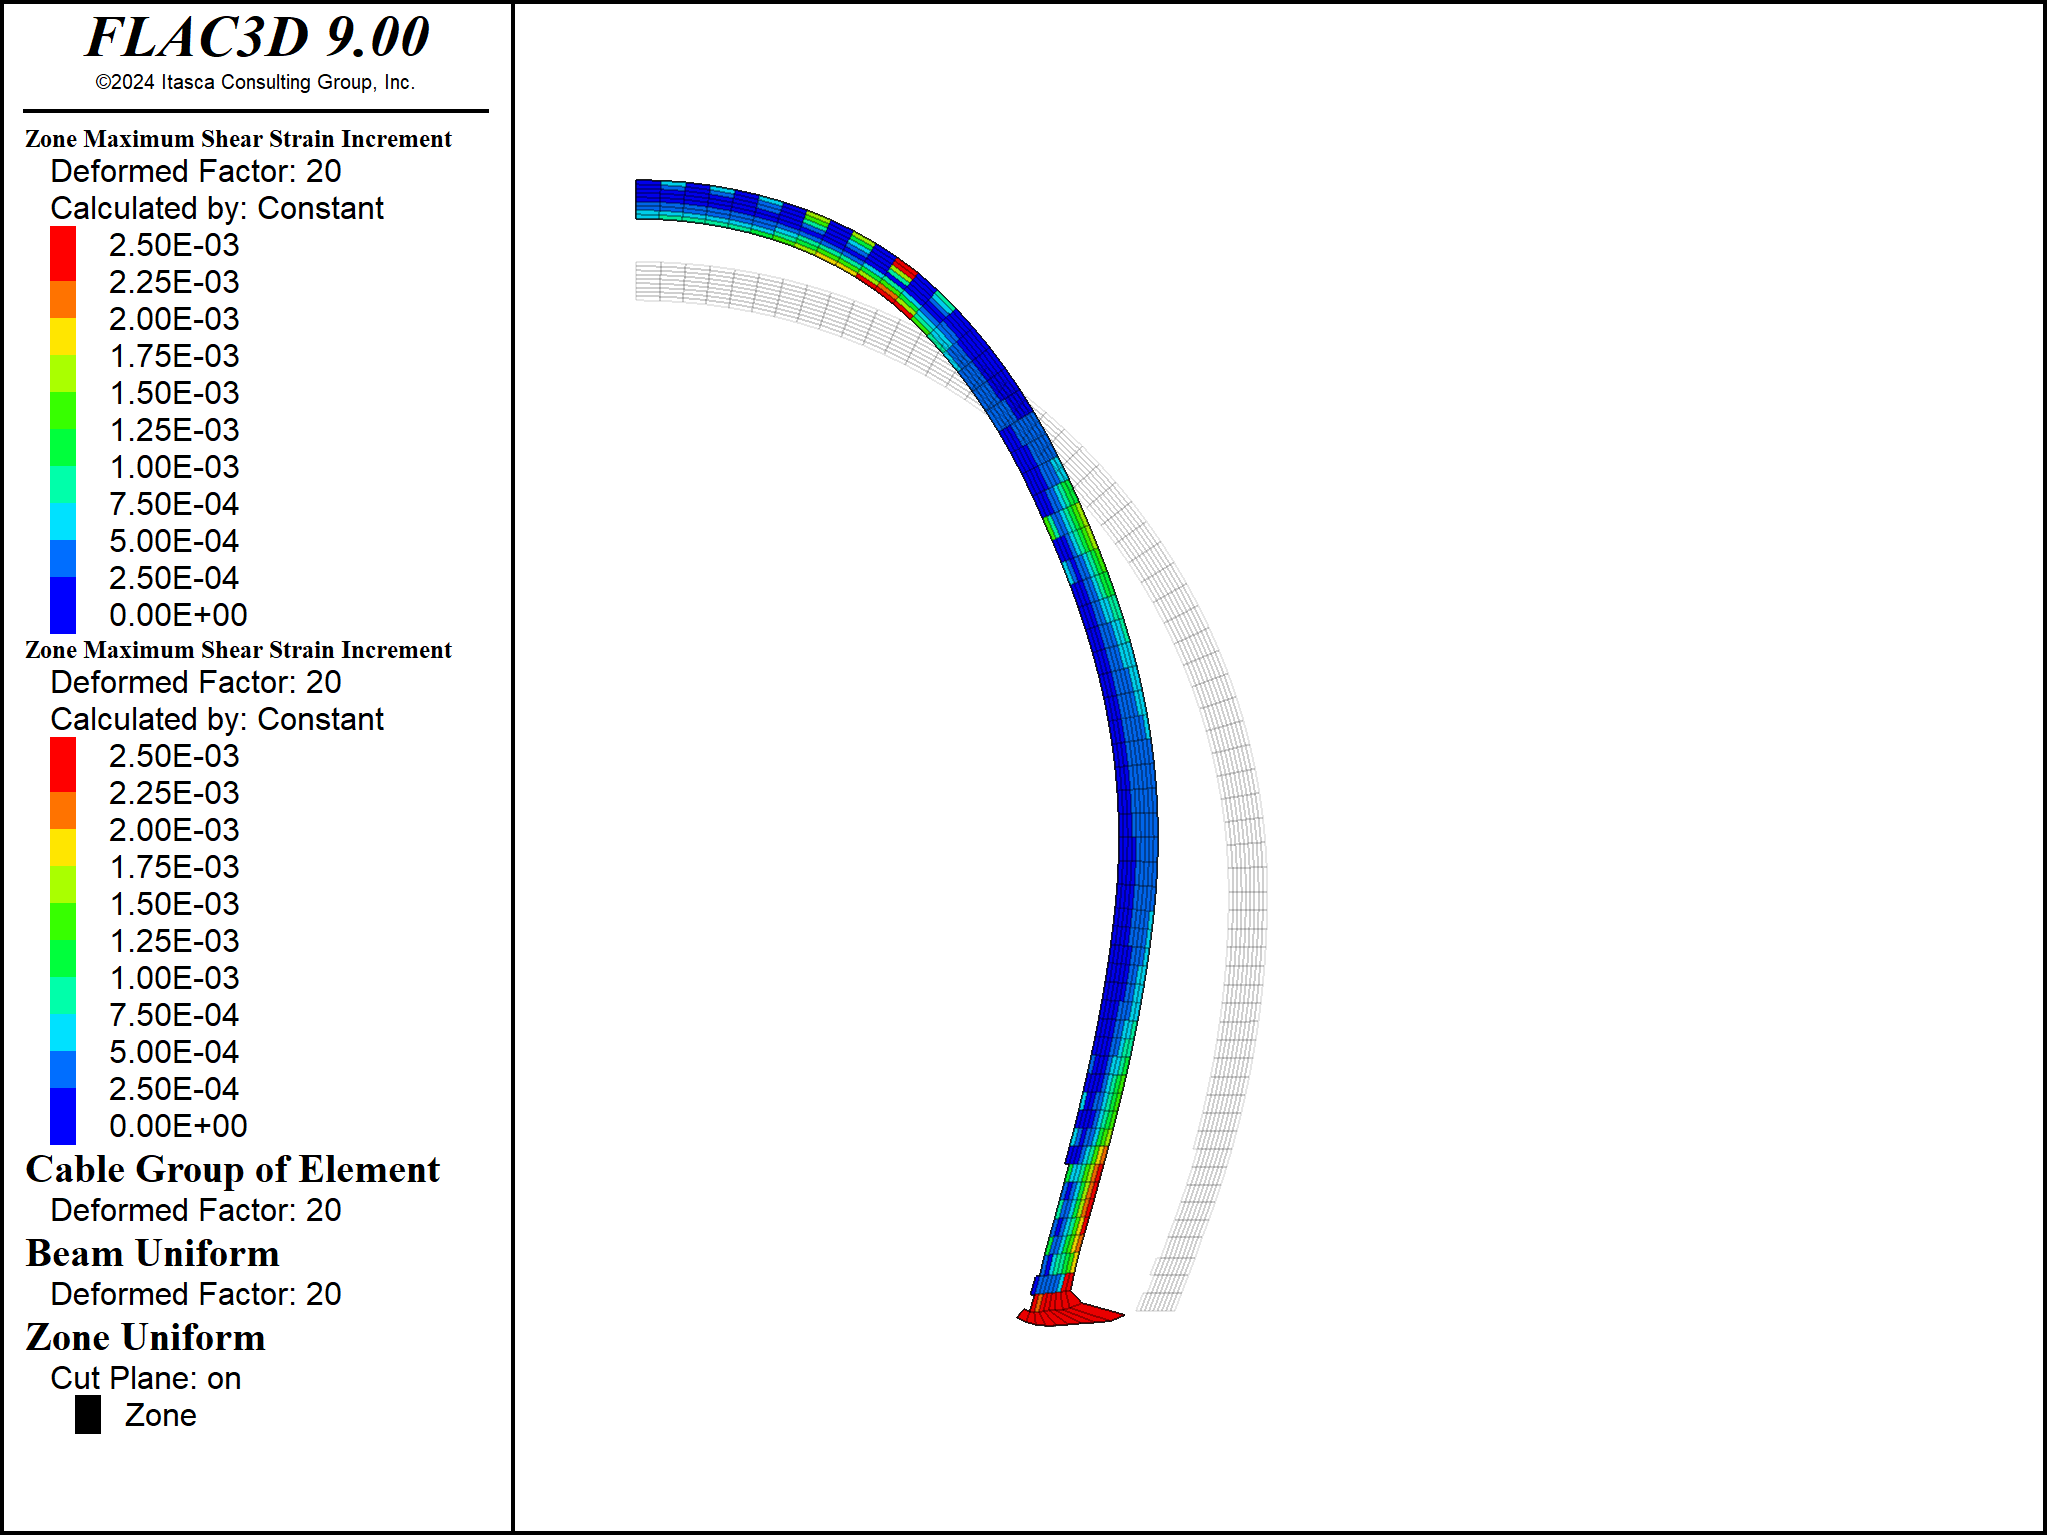 FLAC3D 9.00
©2024 Itasca Consulting Group, Inc.
Zone Maximum Shear Strain Increment
Deformed Factor: 20
Calculated by: Constant
2.50E-03
2.25E-03
2.00E-03
1.75E-03
1.50E-03
1.25E-03
1.00E-03
7.50E-04
5.00E-04
2.50E-04
0.00E+00
Zone Maximum Shear Strain Increment
Deformed Factor: 20
Calculated by: Constant
2.50E-03
2.25E-03
2.00E-03
1.75E-03
1.50E-03
1.25E-03
1.00E-03
7.50E-04
5.00E-04
2.50E-04
0.00E+00
Cable Group of Element
Deformed Factor: 20
Beam Uniform
Deformed Factor: 20
Zone Uniform
Cut Plane: on
Zone